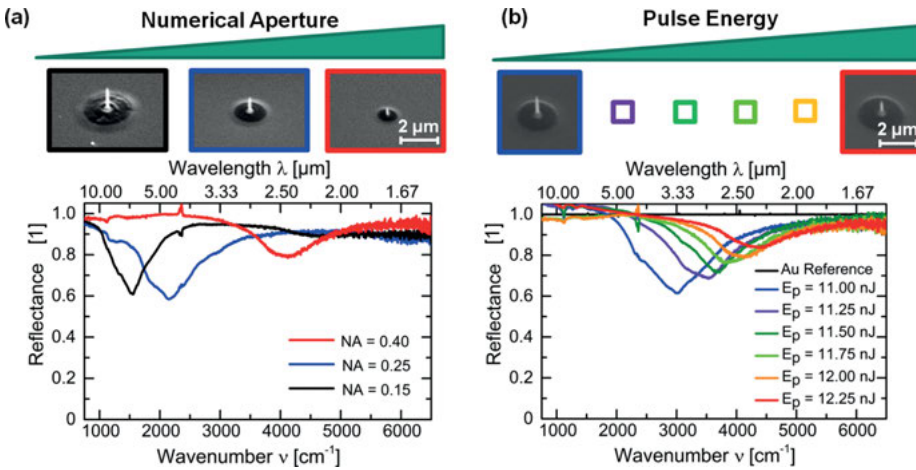 (a)
Numerical Aperture
2 μm
Wavelength λ [μm]
10.00 5.00 3.33 2.50 2.00 1.67
1.0
0.8
0.6
0.4
0.2
0
Reflectance [1]
NA = 0.40
NA = 0.25
NA = 0.15
1000 2000 3000 4000 5000 6000
Wavenumber ν [cm⁻¹]
(b)
Pulse Energy
2 μm
Wavelength λ [μm]
10.00 5.00 3.33 2.50 2.00 1.67
1.0
0.8
0.6
0.4
0.2
0
Reflectance [1]
Au Reference
Eₚ = 11.00 nJ
Eₚ = 11.25 nJ
Eₚ = 11.50 nJ
Eₚ = 11.75 nJ
Eₚ = 12.00 nJ
Eₚ = 12.25 nJ
1000 2000 3000 4000 5000 6000
Wavenumber ν [cm⁻¹]